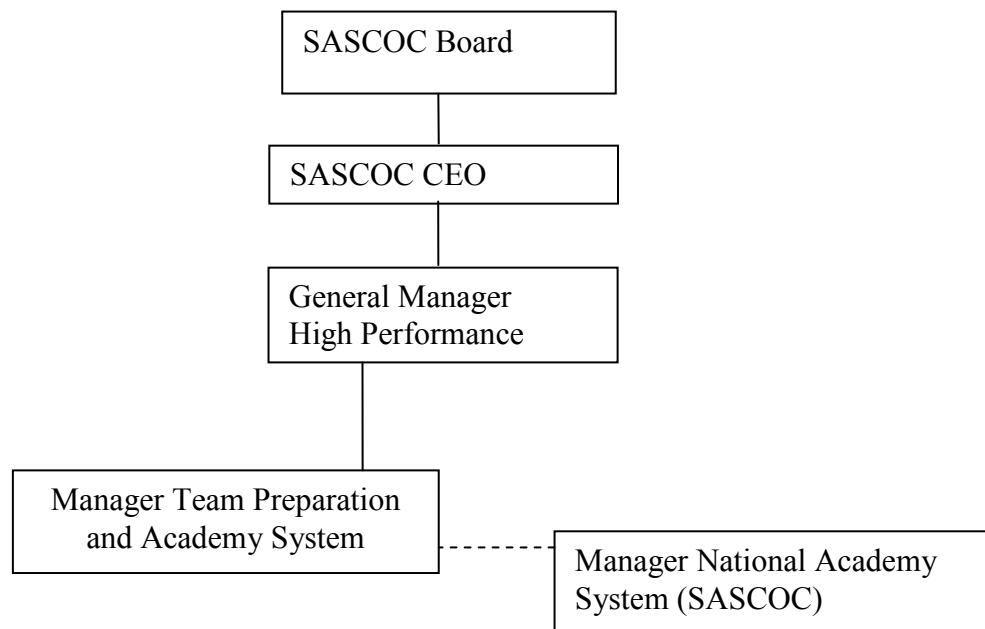 SASCOC Board
SASCOC CEO
General Manager
High Performance
Manager Team Preparation
and Academy System
Manager National Academy
System (SASCOC)